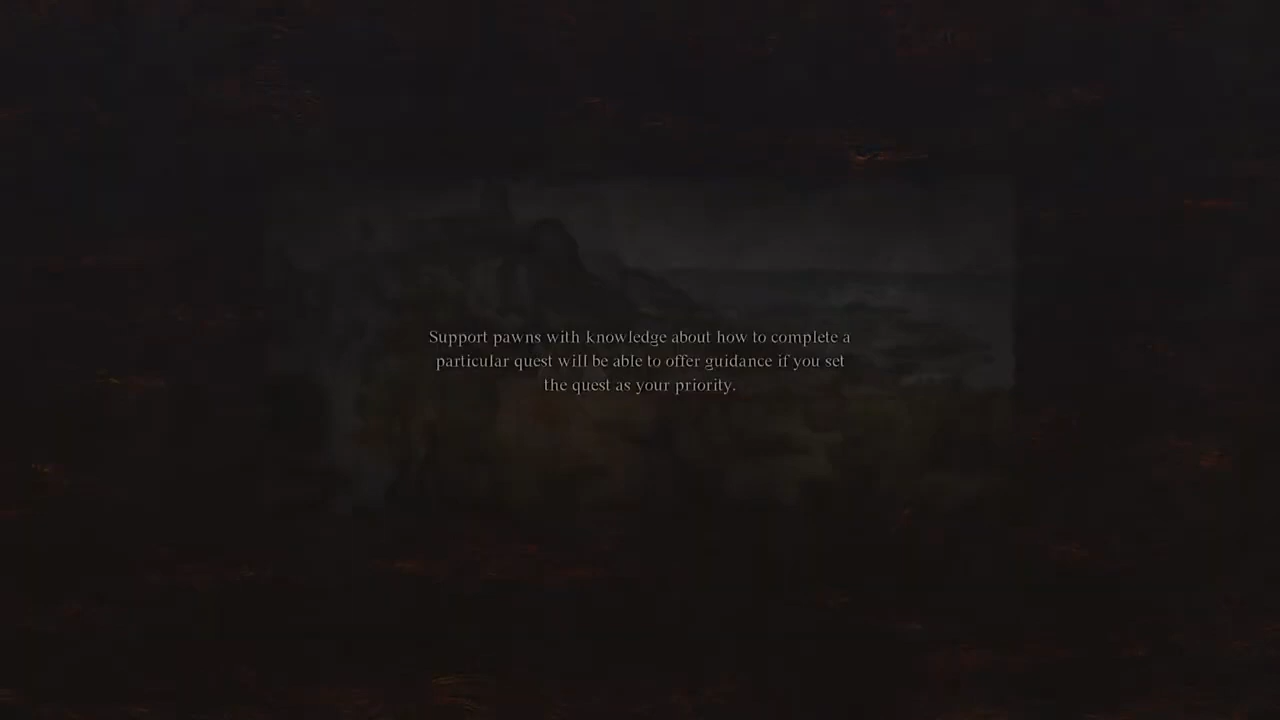 Support pawns with knowledge about how to complete a
particular quest will be able to offer guidance if you set
the quest as your priority.